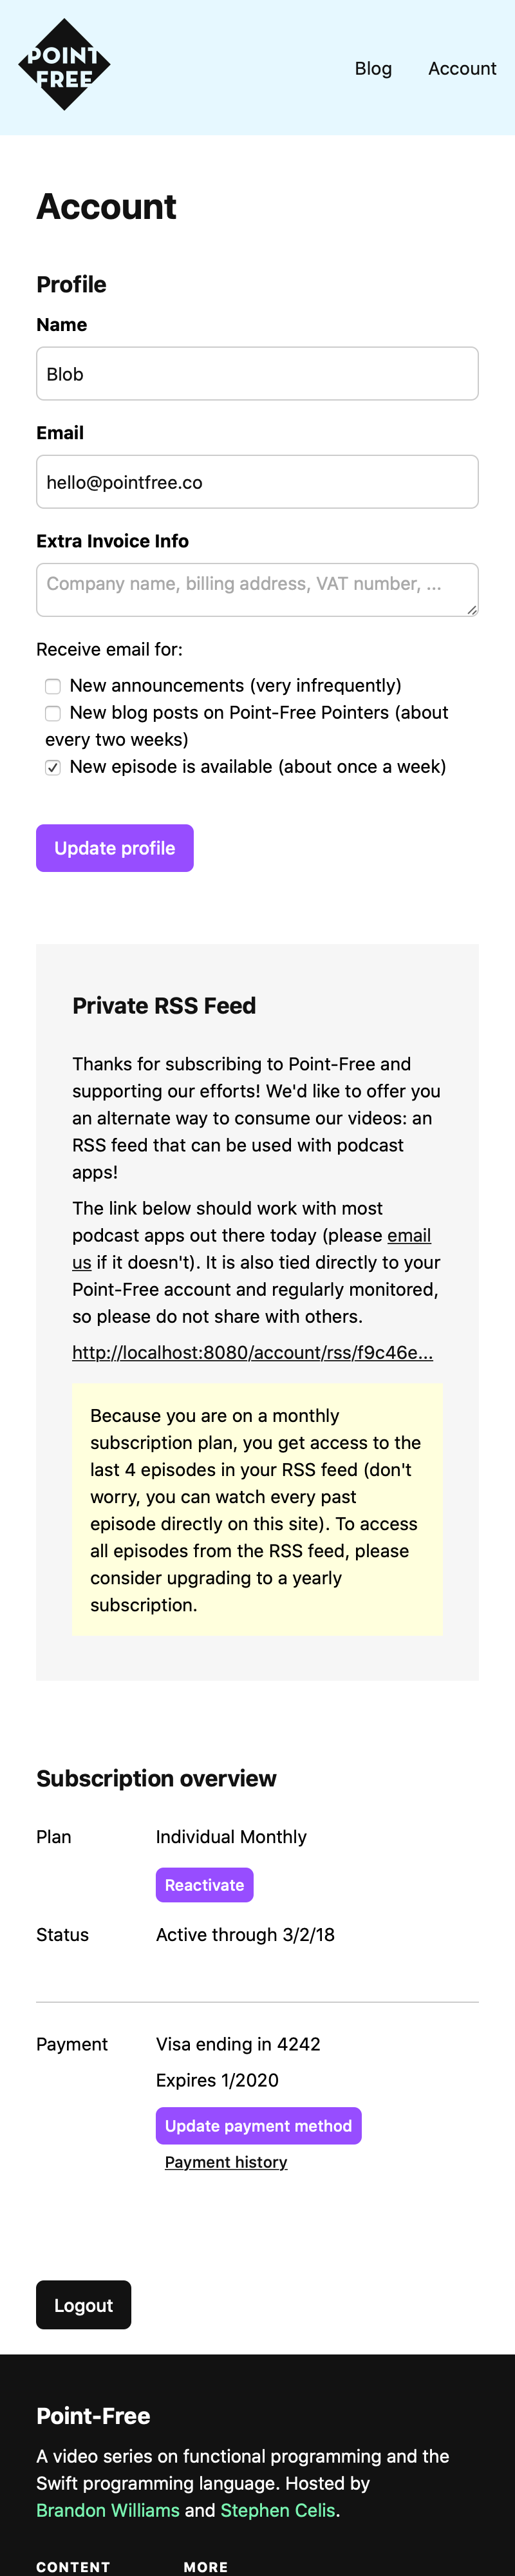 POINT
FREE
Blog Account
Account
Profile
Name
Blob
Email
hello@pointfree.co
Extra Invoice Info
Company name, billing address, VAT number, ...
Receive email for:
New announcements (very infrequently)
New blog posts on Point-Free Pointers (about
every two weeks)
New episode is available (about once a week)
Update profile
Private RSS Feed
Thanks for subscribing to Point-Free and
supporting our efforts! We'd like to offer you
an alternate way to consume our videos: an
RSS feed that can be used with podcast
apps!
The link below should work with most
podcast apps out there today (please email
us if it doesn't). It is also tied directly to your
Point-Free account and regularly monitored,
so please do not share with others.
http://localhost:8080/account/rss/f9c46e...
Because you are on a monthly
subscription plan, you get access to the
last 4 episodes in your RSS feed (don't
worry, you can watch every past
episode directly on this site). To access
all episodes from the RSS feed, please
consider upgrading to a yearly
subscription.
Subscription overview
Plan Individual Monthly
Reactivate
Status Active through 3/2/18
Payment Visa ending in 4242
Expires 1/2020
Update payment method
Payment history
Logout
Point-Free
A video series on functional programming and the
Swift programming language. Hosted by
Brandon Williams and Stephen Celis.
CONTENT MORE